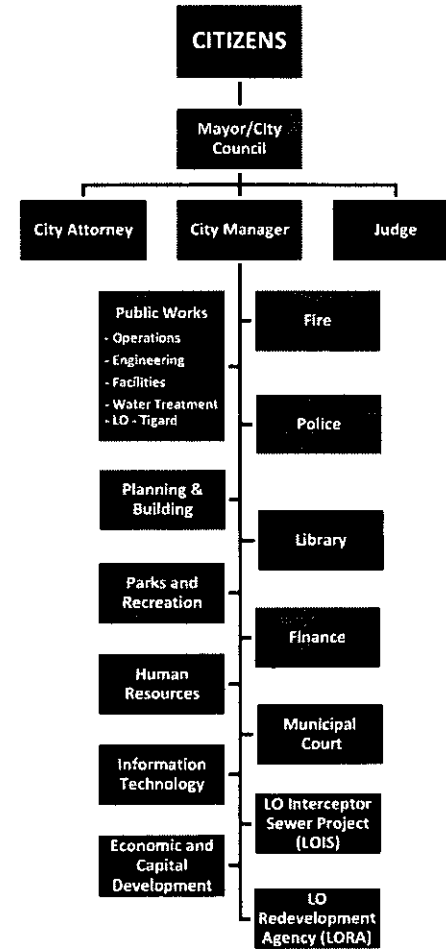 CITIZENS
Mayor/City
Council
City Attorney
City Manager
Judge
Public Works
- Operations
- Engineering
- Facilities
- Water Treatment
- LO - Tigard
Planning &
Building
Parks and
Recreation
Human
Resources
Information
Technology
Economic and
Capital
Development
Fire
Police
Library
Finance
Municipal
Court
LO Interceptor
Sewer Project
(LOIS)
LO
Redevelopment
Agency (LORA)